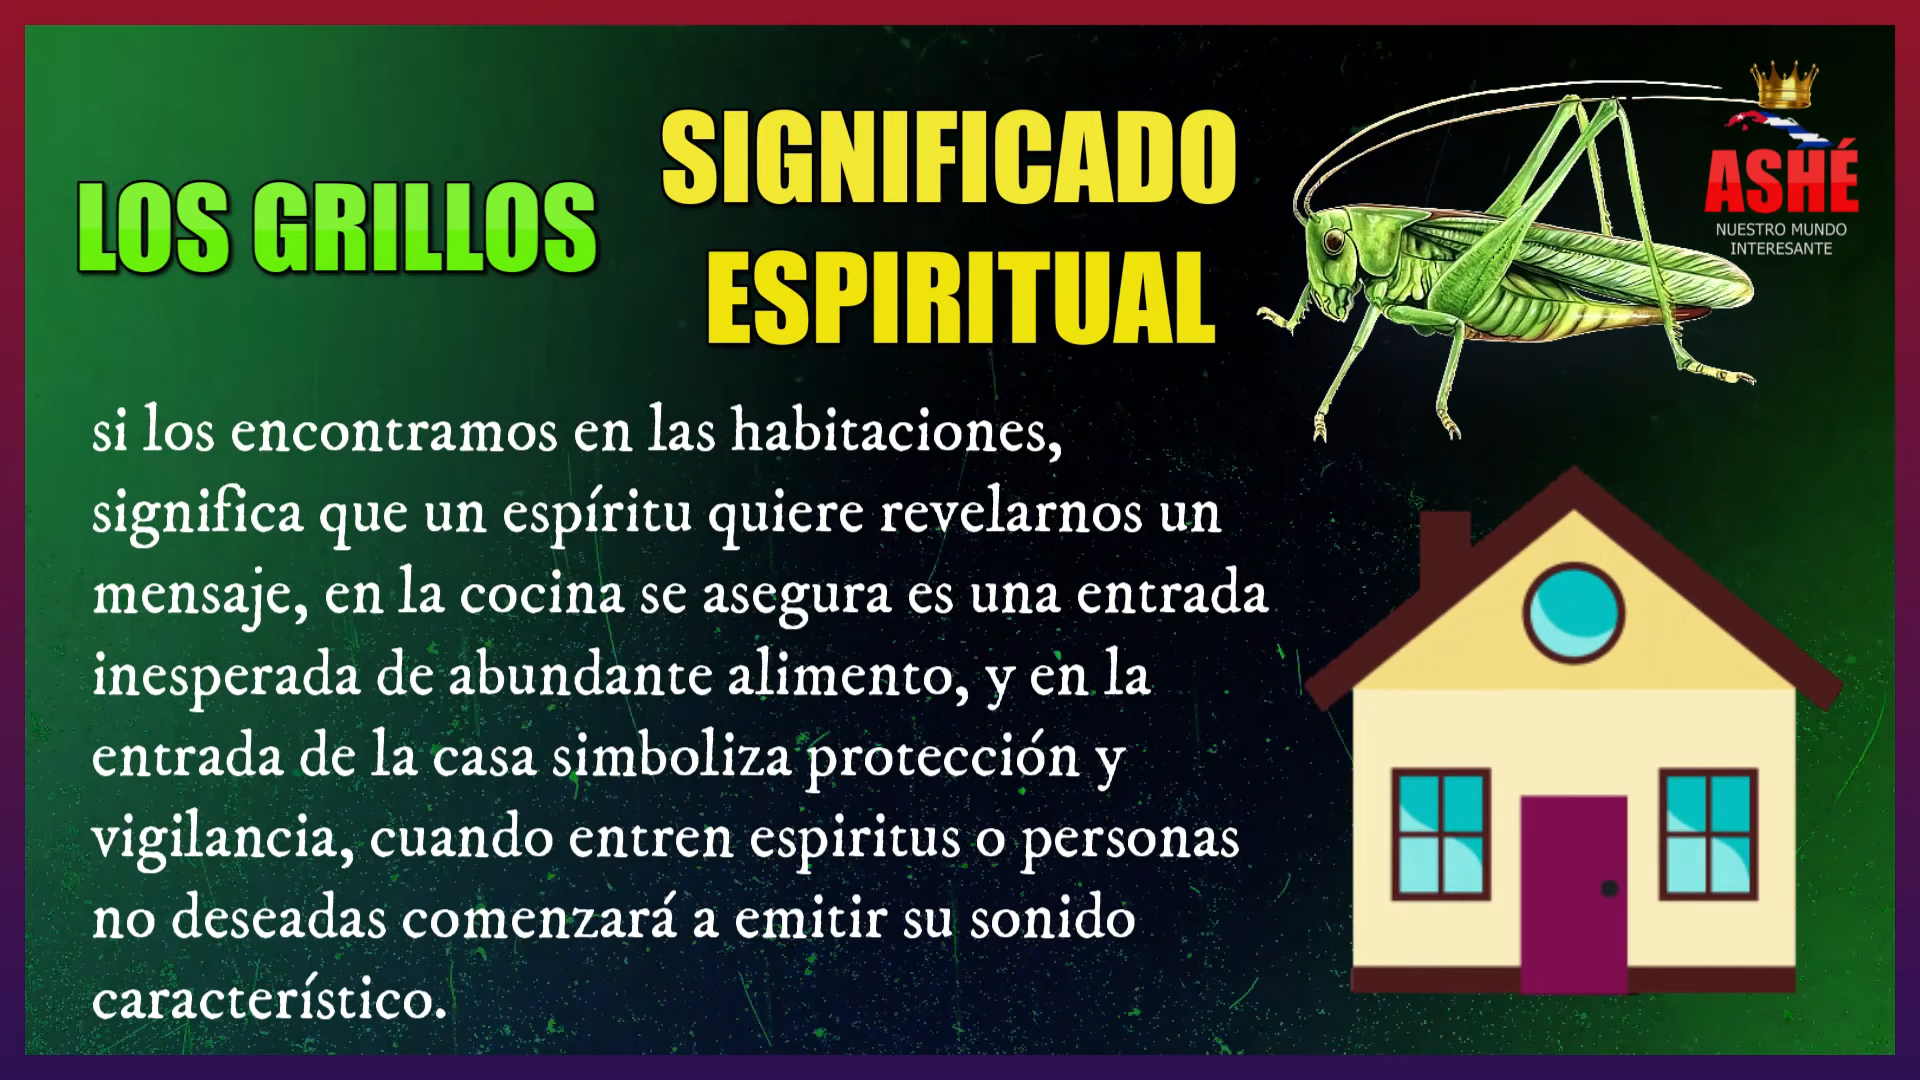 LOS GRILLOS
SIGNIFICADO
ESPIRITUAL
ASHÉ
NUESTRO MUNDO
INTERESANTE
si los encontramos en las habitaciones,
significa que un espíritu quiere revelarnos un
mensaje, en la cocina se asegura es una entrada
inesperada de abundante alimento, y en la
entrada de la casa simboliza protección y
vigilancia, cuando entren espiritus o personas
no deseadas comenzará a emitir su sonido
característico.